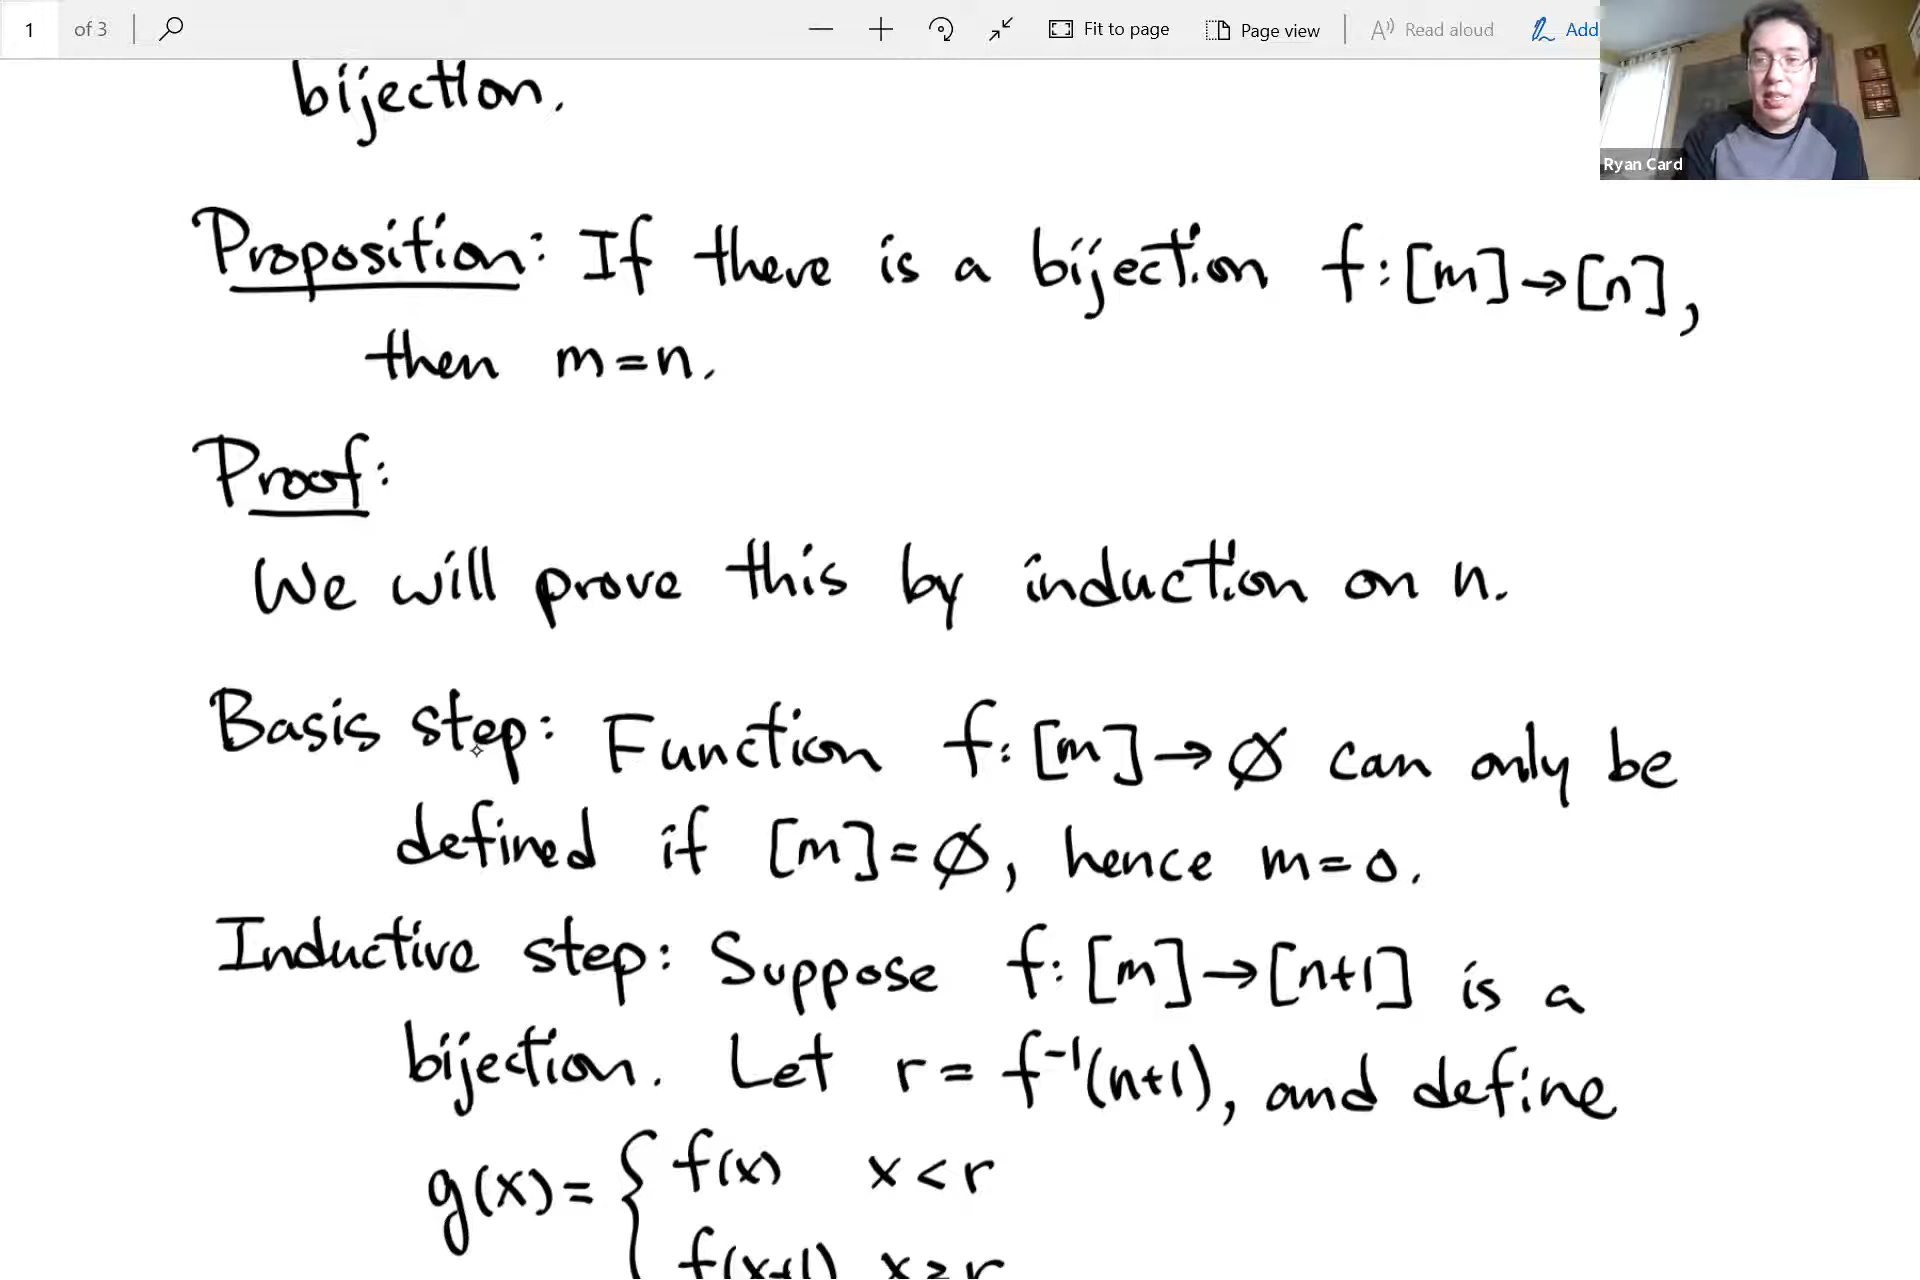 1 of 3 Fit to page Page view Read aloud Add
Ryan Card
bijection.
Proposition: If there is a bijection f:[m]→[n],
then m=n.
Proof:
We will prove this by induction on n.
Basis step: Function f:[m]→∅ can only be
defined if [m]=∅, hence m=0.
Inductive step: Suppose f:[m]→[n+1] is a
bijection. Let r=f⁻¹(n+1), and define
g(x)={ f(x) x<r
f(x+1) x≥r